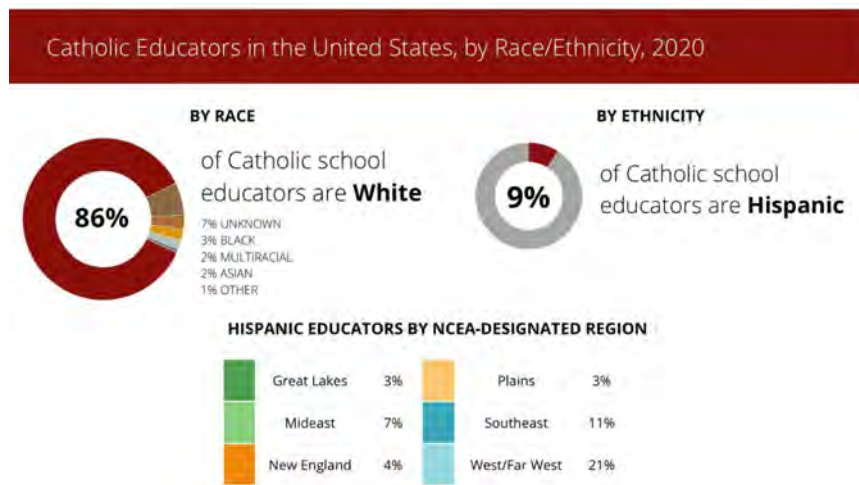 Catholic Educators in the United States, by Race/Ethnicity, 2020
BY RACE
86%
of Catholic school
educators are White
7% UNKNOWN
3% BLACK
2% MULTIRACIAL
2% ASIAN
1% OTHER
BY ETHNICITY
9%
of Catholic school
educators are Hispanic
HISPANIC EDUCATORS BY NCEA-DESIGNATED REGION
Great Lakes 3% Plains 3%
Mideast 7% Southeast 11%
New England 4% West/Far West 21%